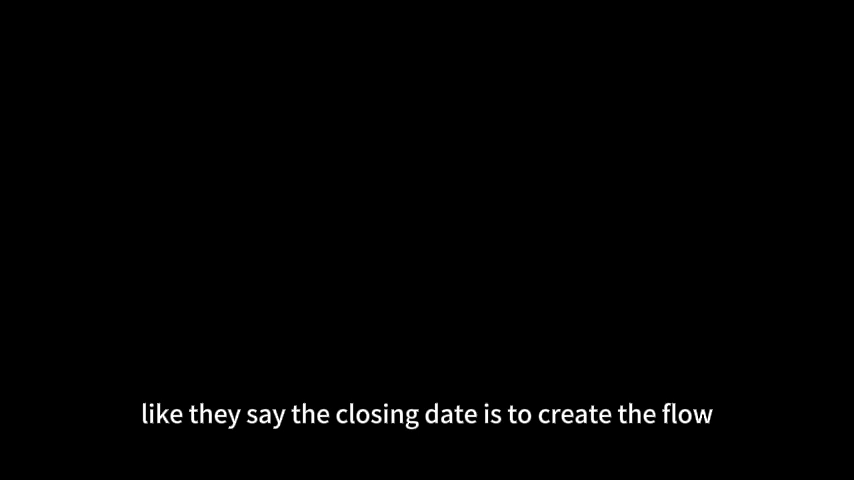 like they say the closing date is to create the flow